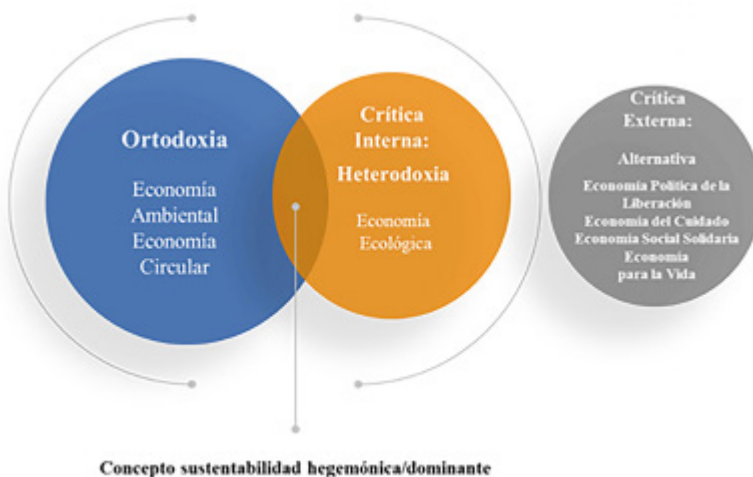 Ortodoxia
Economía
Ambiental
Economía
Circular
Crítica
Interna:
Heterodoxia
Economía
Ecológica
Crítica
Externa:
Alternativa
Economía Política de la
Liberación
Economía del Cuidado
Economía Social Solidaria
Economía
para la Vida
Concepto sustentabilidad hegemónica/dominante